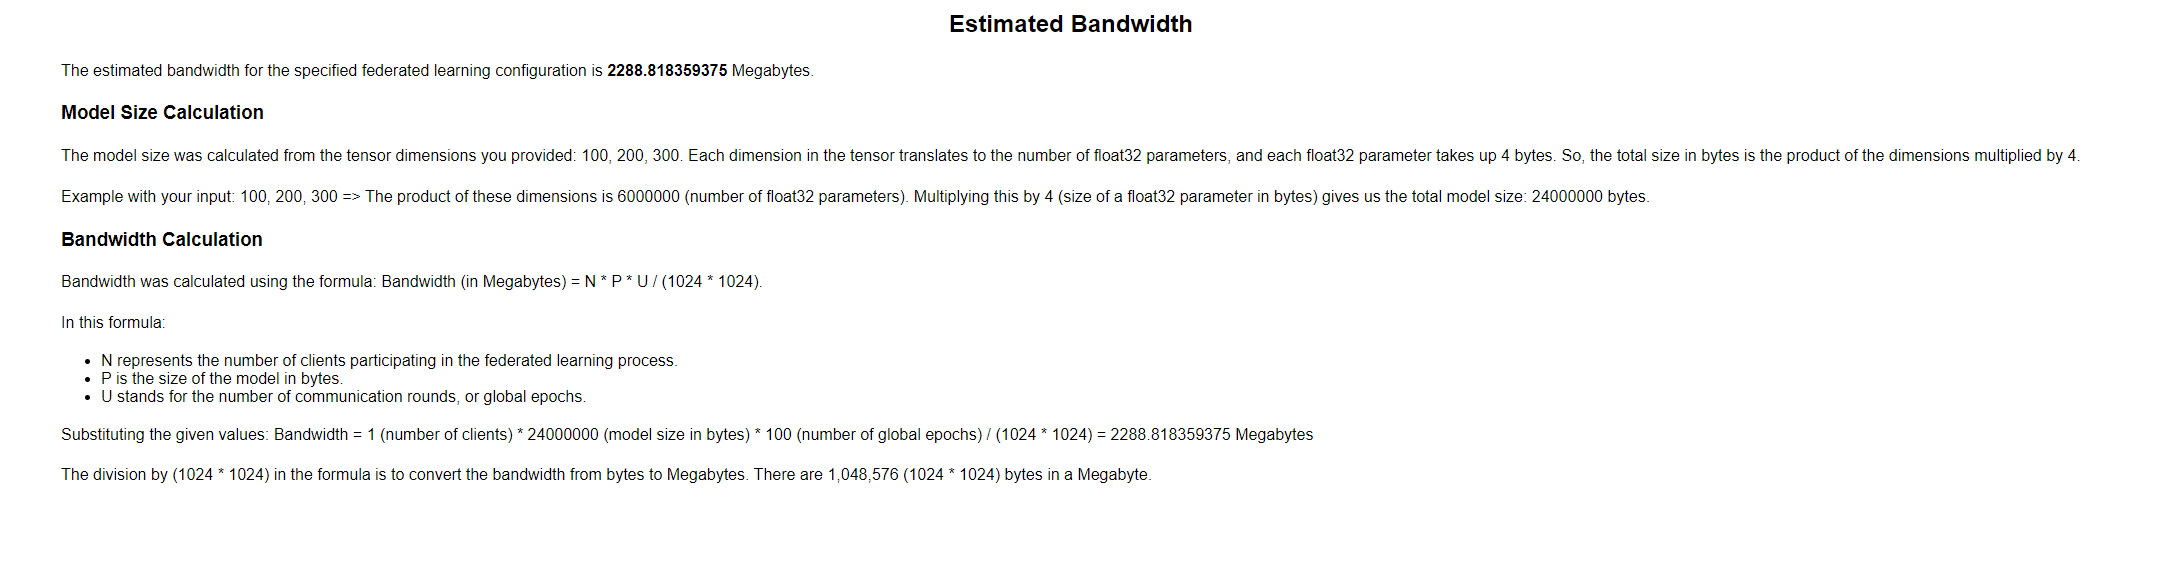 Estimated Bandwidth
The estimated bandwidth for the specified federated learning configuration is 2288.818359375 Megabytes.
Model Size Calculation
The model size was calculated from the tensor dimensions you provided: 100, 200, 300. Each dimension in the tensor translates to the number of float32 parameters, and each float32 parameter takes up 4 bytes. So, the total size in bytes is the product of the dimensions multiplied by 4.
Example with your input: 100, 200, 300 => The product of these dimensions is 6000000 (number of float32 parameters). Multiplying this by 4 (size of a float32 parameter in bytes) gives us the total model size: 24000000 bytes.
Bandwidth Calculation
Bandwidth was calculated using the formula: Bandwidth (in Megabytes) = N * P * U / (1024 * 1024).
In this formula:
• N represents the number of clients participating in the federated learning process.
• P is the size of the model in bytes.
• U stands for the number of communication rounds, or global epochs.
Substituting the given values: Bandwidth = 1 (number of clients) * 24000000 (model size in bytes) * 100 (number of global epochs) / (1024 * 1024) = 2288.818359375 Megabytes
The division by (1024 * 1024) in the formula is to convert the bandwidth from bytes to Megabytes. There are 1,048,576 (1024 * 1024) bytes in a Megabyte.